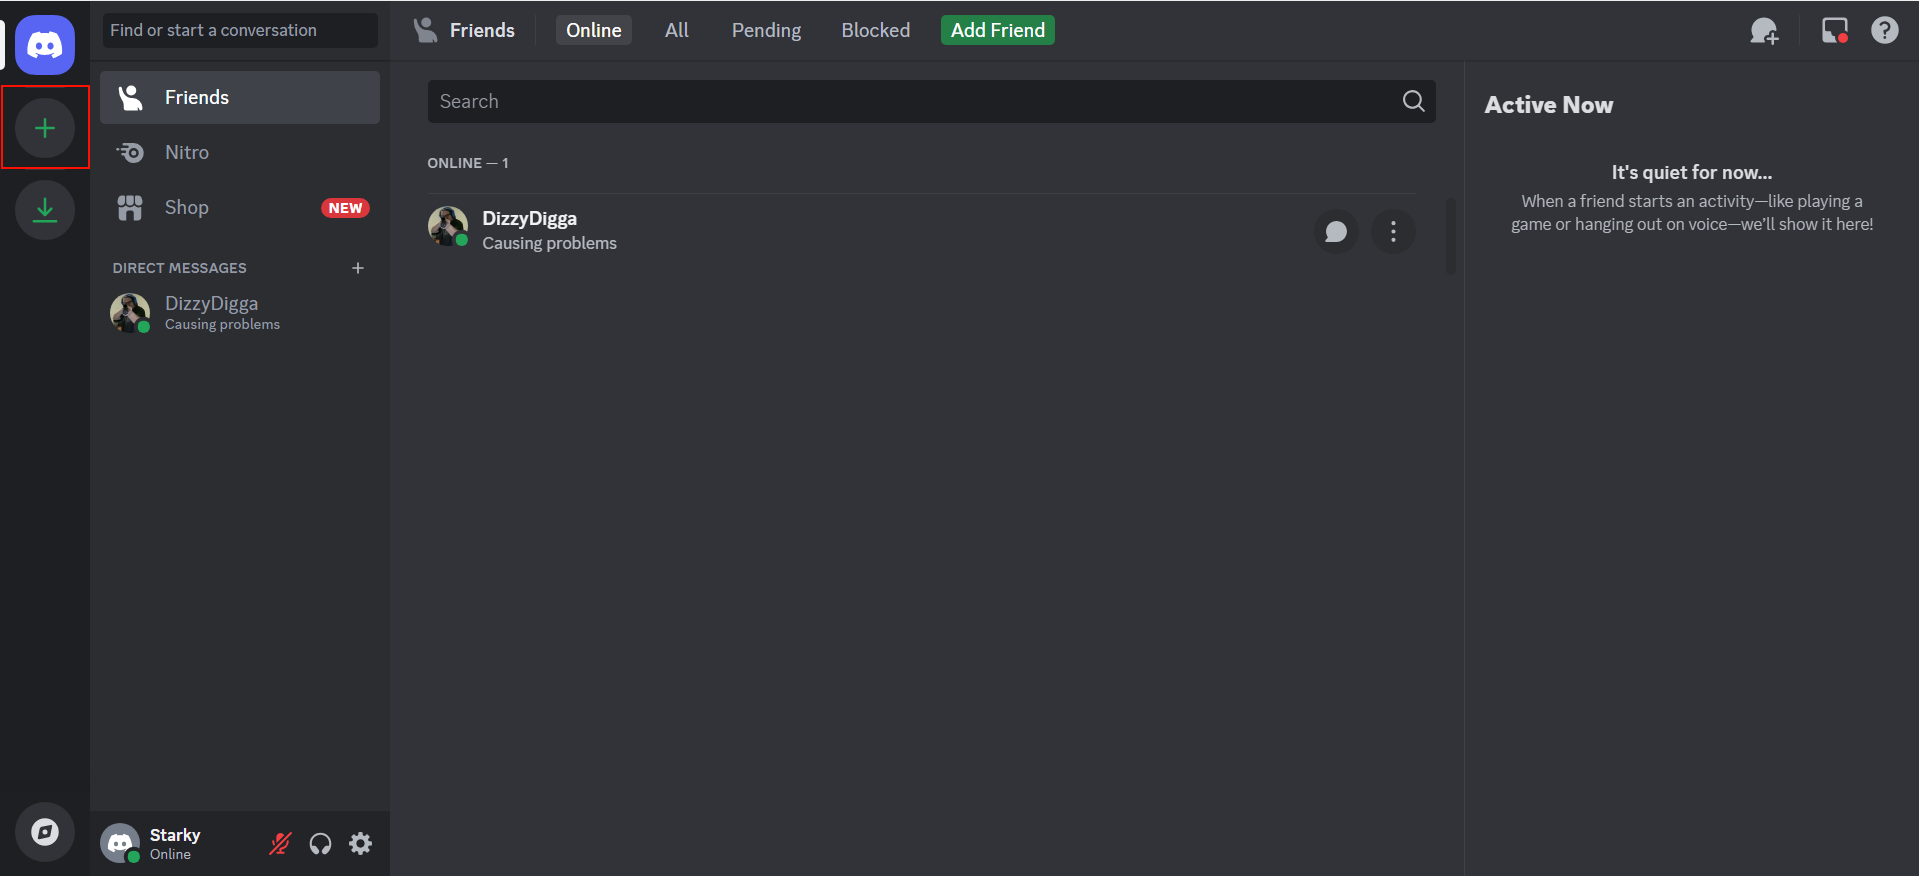 Find or start a conversation
Friends
Nitro
Shop
NEW
DIRECT MESSAGES
DizzyDigga
Causing problems
Starky
Online
Friends
Online
All
Pending
Blocked
Add Friend
Search
ONLINE — 1
DizzyDigga
Causing problems
Active Now
It's quiet for now...
When a friend starts an activity—like playing a
game or hanging out on voice—we'll show it here!